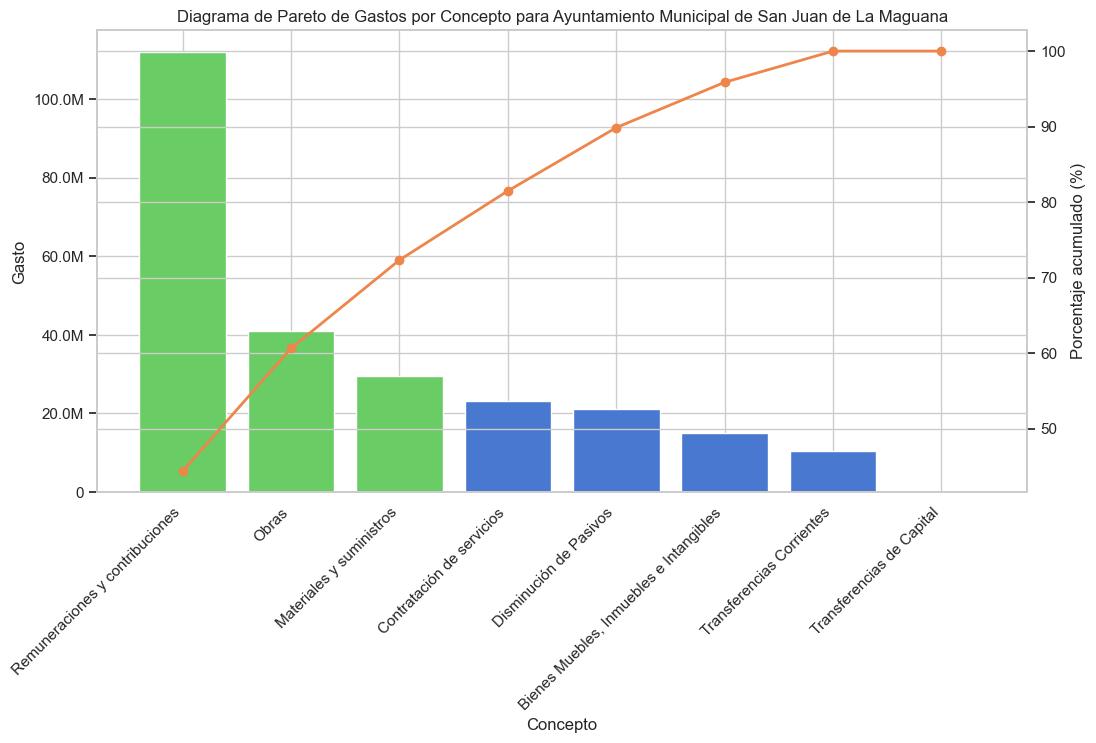 Diagrama de Pareto de Gastos por Concepto para Ayuntamiento Municipal de San Juan de La Maguana
Gasto
100.0M
80.0M
60.0M
40.0M
20.0M
0
100
90
80
70
60
50
Porcentaje acumulado (%)
Remuneraciones y contribuciones
Obras
Materiales y suministros
Contratación de servicios
Disminución de Pasivos
Bienes Muebles, Inmuebles e Intangibles
Transferencias Corrientes
Transferencias de Capital
Concepto